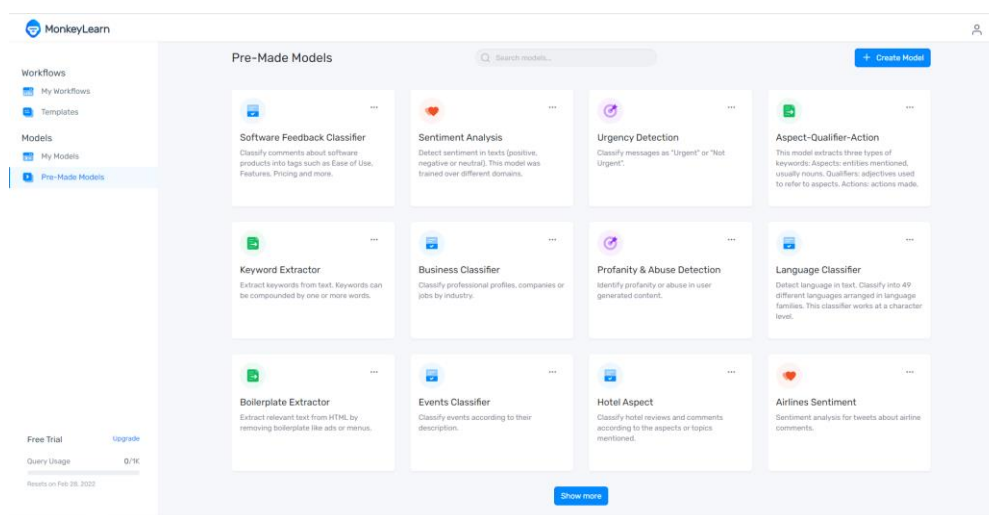 MonkeyLearn
Workflows
My Workflows
Templates
Models
My Models
Pre-Made Models
Free Trial
Upgrade
Query Usage
0/1K
Resets on Feb 28, 2022
Pre-Made Models
Search models...
+ Create Model
Software Feedback Classifier
Classify comments about software
products into tags such as Ease of Use,
Features, Pricing and more.
Sentiment Analysis
Detect sentiment in texts (positive,
negative or neutral). This model was
trained over different domains.
Urgency Detection
Classify messages as "Urgent" or "Not
Urgent".
Aspect-Qualifier-Action
This model extracts three types of
keywords: Aspects: entities mentioned,
usually nouns. Qualifiers: adjectives used
to refer to aspects. Actions: actions made.
Keyword Extractor
Extract keywords from text. Keywords can
be compounded by one or more words.
Business Classifier
Classify professional profiles, companies or
jobs by industry.
Profanity & Abuse Detection
Identify profanity or abuse in user
generated content.
Language Classifier
Detect language in text. Classify into 49
different languages arranged in language
families. This classifier works at a character
level.
Boilerplate Extractor
Extract relevant text from HTML by
removing boilerplate like ads or menus.
Events Classifier
Classify events according to their
description.
Hotel Aspect
Classify hotel reviews and comments
according to the aspects or topics
mentioned.
Airlines Sentiment
Sentiment analysis for tweets about airline
comments.
Show more